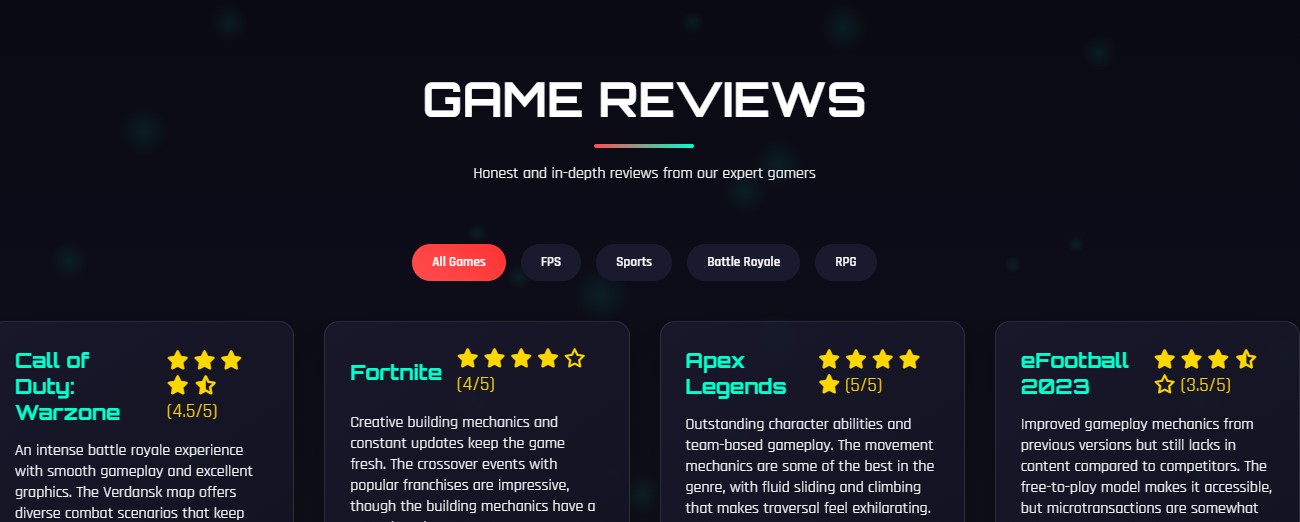 GAME REVIEWS
Honest and in-depth reviews from our expert gamers
All Games
FPS
Sports
Battle Royale
RPG
Call of
Duty:
Warzone
(4.5/5)
An intense battle royale experience
with smooth gameplay and excellent
graphics. The Verdansk map offers
diverse combat scenarios that keep
Fortnite
(4/5)
Creative building mechanics and
constant updates keep the game
fresh. The crossover events with
popular franchises are impressive,
though the building mechanics have a
Apex
Legends
(5/5)
Outstanding character abilities and
team-based gameplay. The movement
mechanics are some of the best in the
genre, with fluid sliding and climbing
that makes traversal feel exhilarating.
eFootball
2023
(3.5/5)
Improved gameplay mechanics from
previous versions but still lacks in
content compared to competitors. The
free-to-play model makes it accessible,
but microtransactions are somewhat